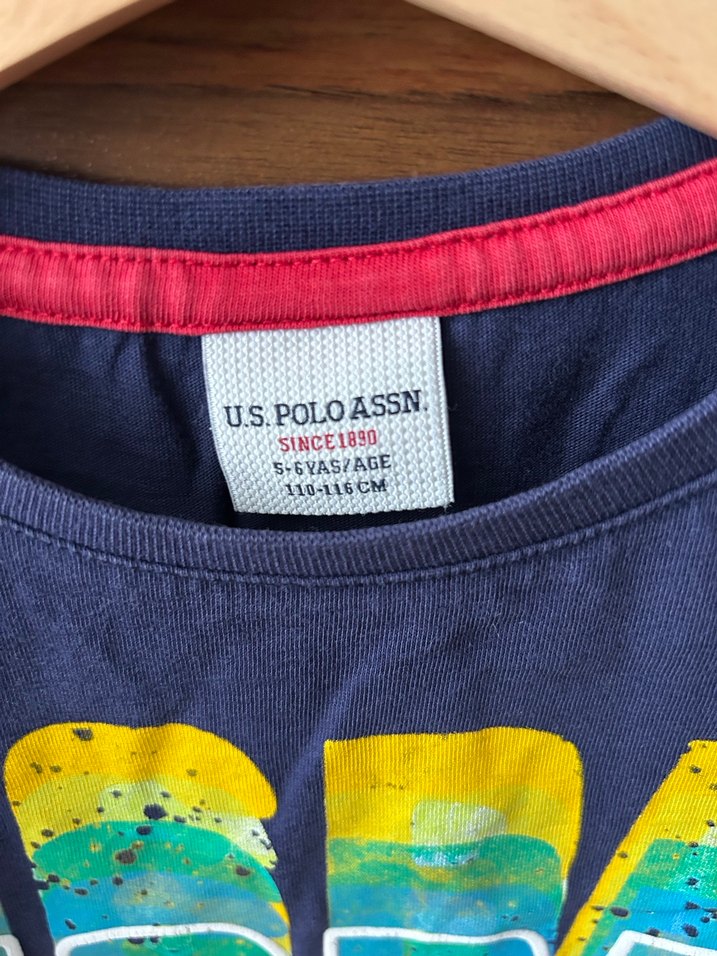 U.S. POLO ASSN.
SINCE 1890
5-6 YAS/AGE
110-116 CM